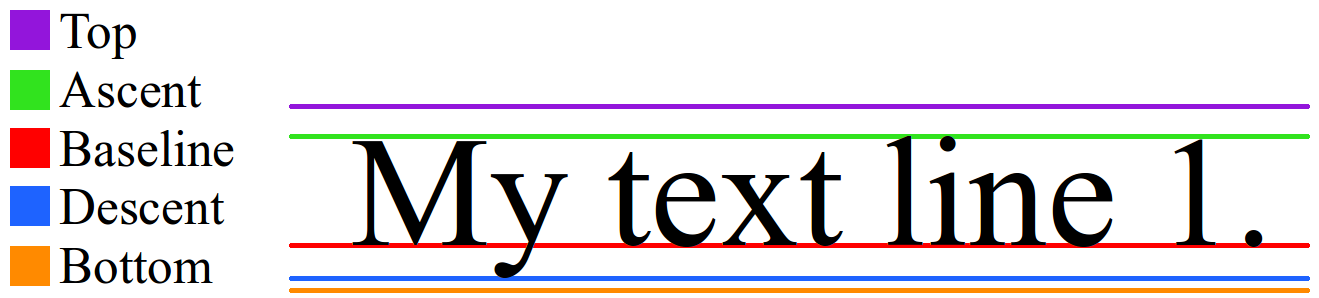 Top
Ascent
Baseline
Descent
Bottom
My text line 1.